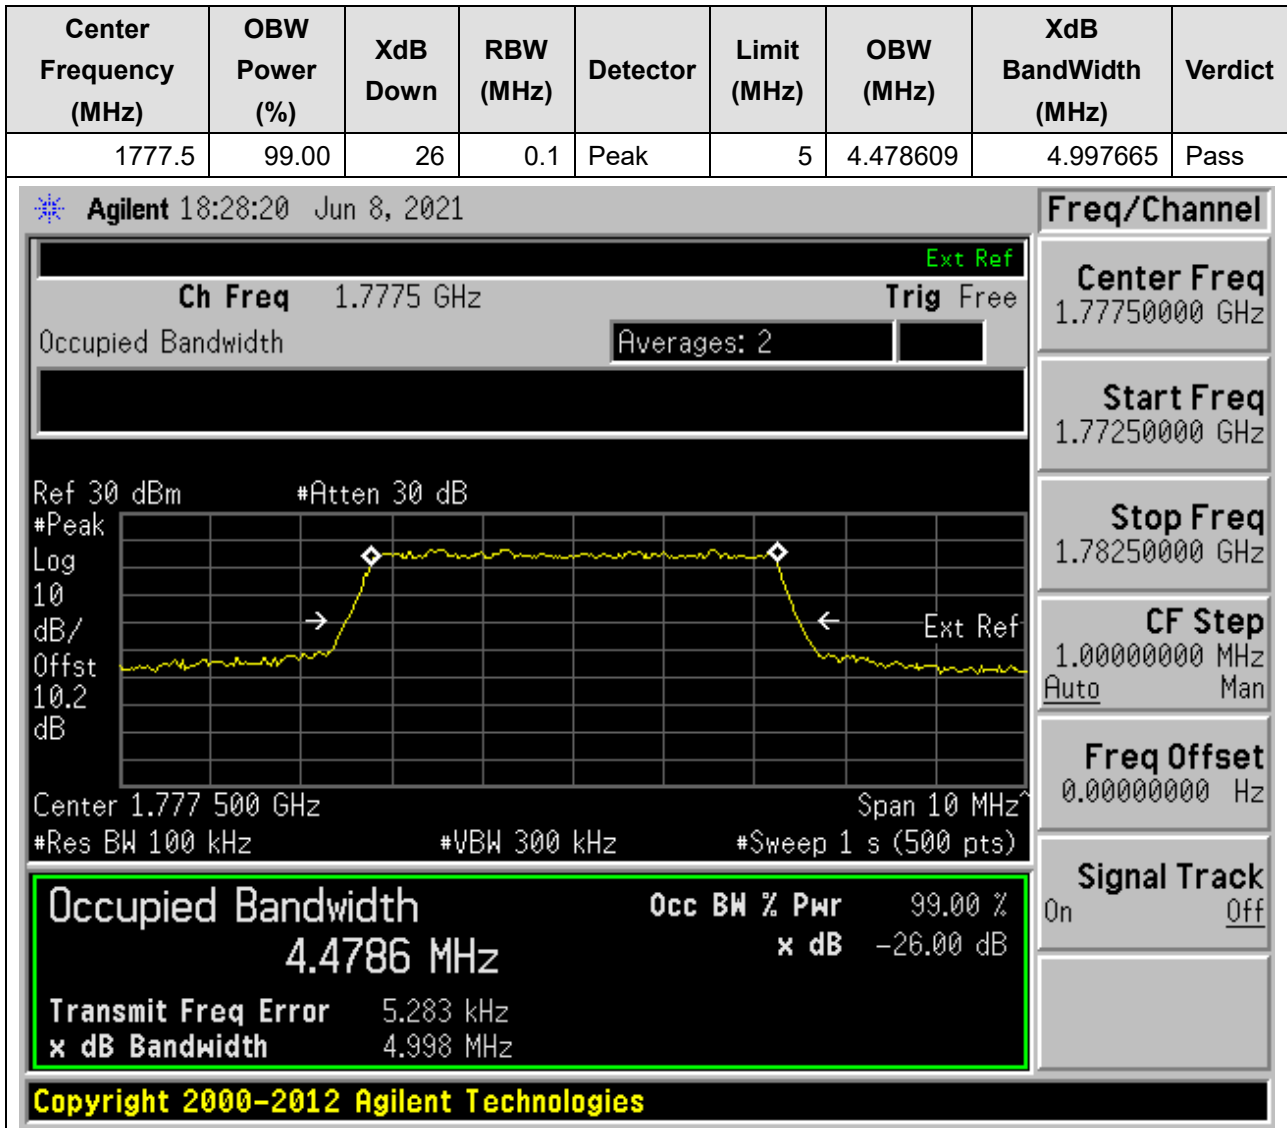 Center Frequency (MHz) OBW Power (%) XdB Down RBW (MHz) Detector Limit (MHz) OBW (MHz) XdB BandWidth (MHz) Verdict
1777.5 99.00 26 0.1 Peak 5 4.478609 4.997665 Pass
Agilent 18:28:20 Jun 8, 2021
Freq/Channel
Ext Ref
Ch Freq 1.7775 GHz Trig Free
Occupied Bandwidth Averages: 2
Center Freq
1.77750000 GHz
Start Freq
1.77250000 GHz
Stop Freq
1.78250000 GHz
CF Step
1.00000000 MHz
Auto Man
Freq Offset
0.00000000 Hz
Signal Track
On Off
Ref 30 dBm #Atten 30 dB
#Peak
Log
10
dB/
Offst
10.2
dB
Ext Ref
Center 1.777 500 GHz Span 10 MHz^
#Res BW 100 kHz #VBW 300 kHz #Sweep 1 s (500 pts)
Occupied Bandwidth Occ BW % Pwr 99.00 %
4.4786 MHz x dB -26.00 dB
Transmit Freq Error 5.283 kHz
x dB Bandwidth 4.998 MHz
Copyright 2000-2012 Agilent Technologies